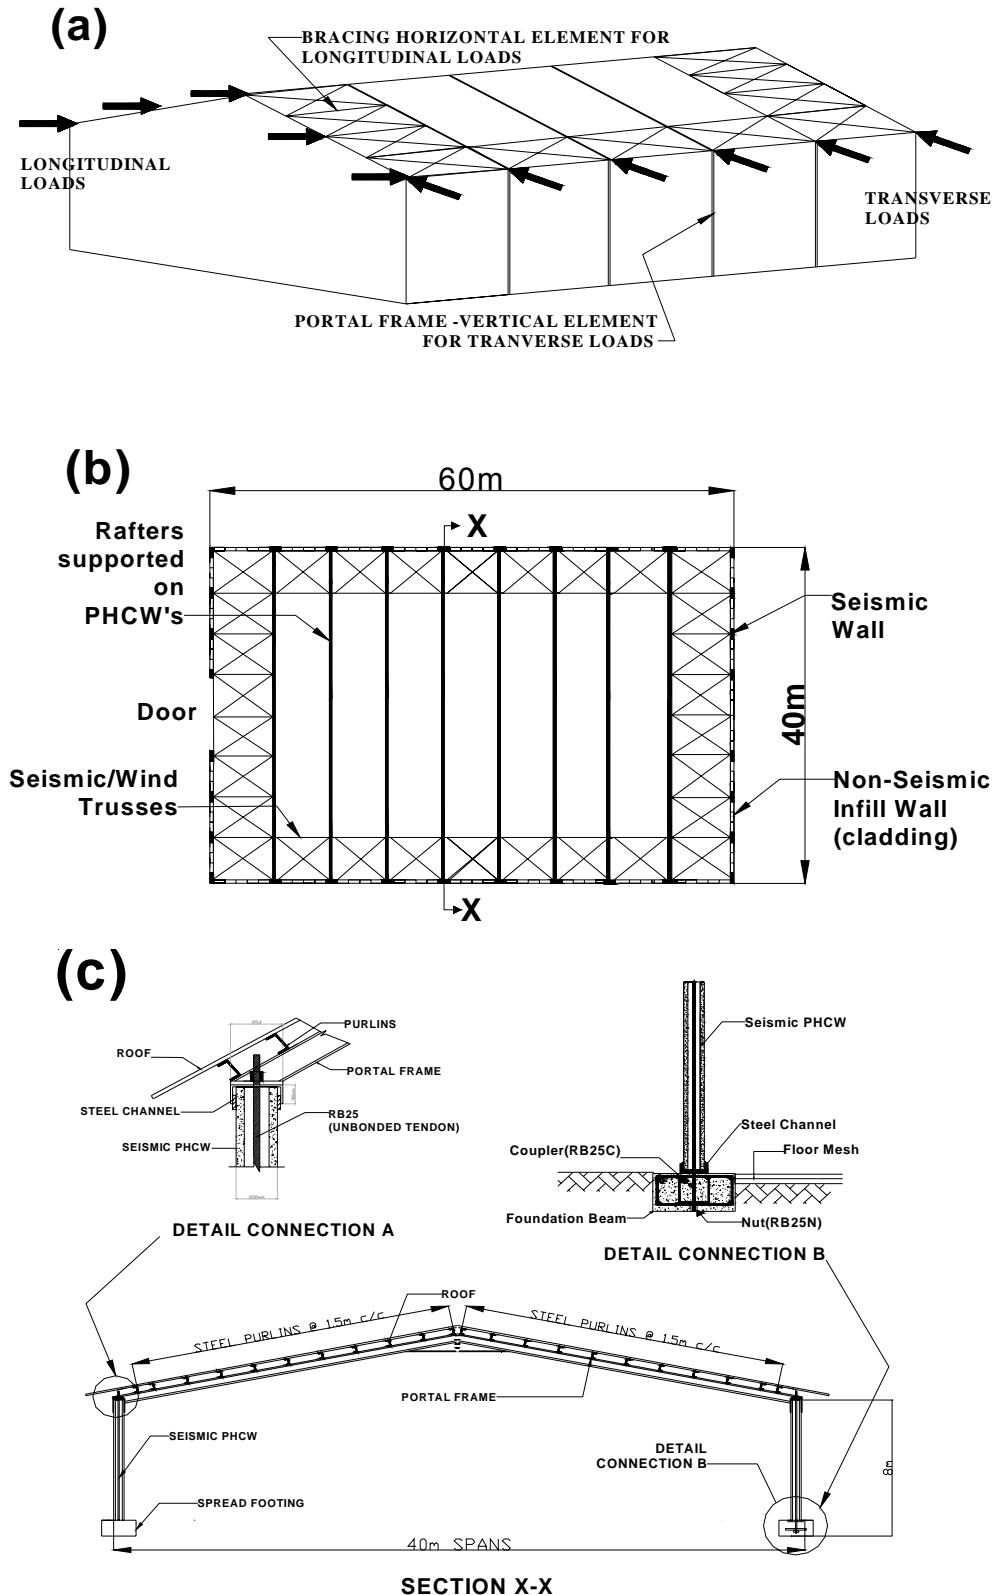 (a)
BRACING HORIZONTAL ELEMENT FOR
LONGITUDINAL LOADS
LONGITUDINAL
LOADS
TRANSVERSE
LOADS
PORTAL FRAME -VERTICAL ELEMENT
FOR TRANVERSE LOADS
(b)
60m
X
Rafters
supported
on
PHCW's
Seismic
Wall
Door
40m
Seismic/Wind
Trusses
Non-Seismic
Infill Wall
(cladding)
X
(c)
PURLINS
ROOF
PORTAL FRAME
STEEL CHANNEL
RB25
(UNBONDED TENDON)
SEISMIC PHCW
DETAIL CONNECTION A
Seismic PHCW
Steel Channel
Coupler(RB25C)
Floor Mesh
Foundation Beam
Nut(RB25N)
DETAIL CONNECTION B
ROOF
STEEL PURLINS @ 1.5m c/c
STEEL PURLINS @ 1.5m c/c
PORTAL FRAME
SEISMIC PHCW
DETAIL
CONNECTION B
8m
SPREAD FOOTING
40m SPANS
SECTION X-X